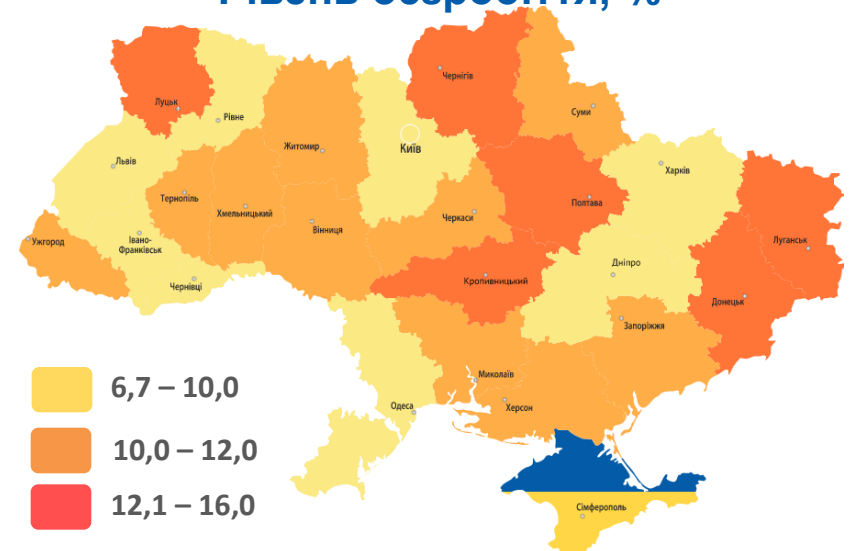 Рівень безробіття, %
Чернігів
Луцьк
Суми
Рівне
Житомир
Київ
Львів
Харків
Тернопіль
Хмельницький
Полтава
Черкаси
Вінниця
Ужгород
Івано-
Франківськ
Луганськ
Дніпро
Кропивницький
Чернівці
Донецьк
Запоріжжя
Миколаїв
6,7 – 10,0
Одеса
Херсон
10,0 – 12,0
12,1 – 16,0
Сімферополь